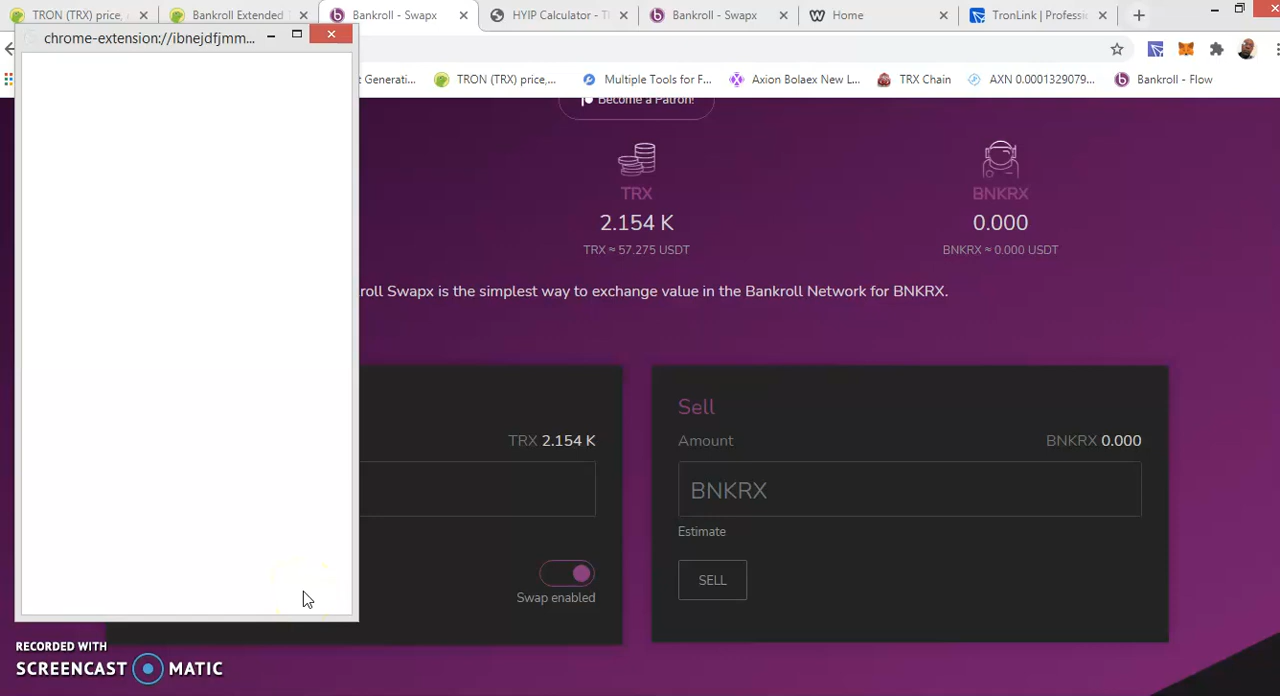 TRON (TRX) price,
Bankroll Extended
Bankroll - Swapx
HYIP Calculator - Th
Bankroll - Swapx
Home
TronLink | Profess
chrome-extension://ibnejdfjmm...
t Generati...
TRON (TRX) price,...
Multiple Tools for F...
Axion Bolaex New L...
TRX Chain
AXN 0.0001329079...
Bankroll - Flow
Become a Patron!
TRX
BNKRX
2.154 K
0.000
TRX ≈ 57.275 USDT
BNKRX ≈ 0.000 USDT
roll Swapx is the simplest way to exchange value in the Bankroll Network for BNKRX.
Sell
TRX 2.154 K
Amount
BNKRX 0.000
BNKRX
Estimate
SELL
Swap enabled
RECORDED WITH
SCREENCAST MATIC